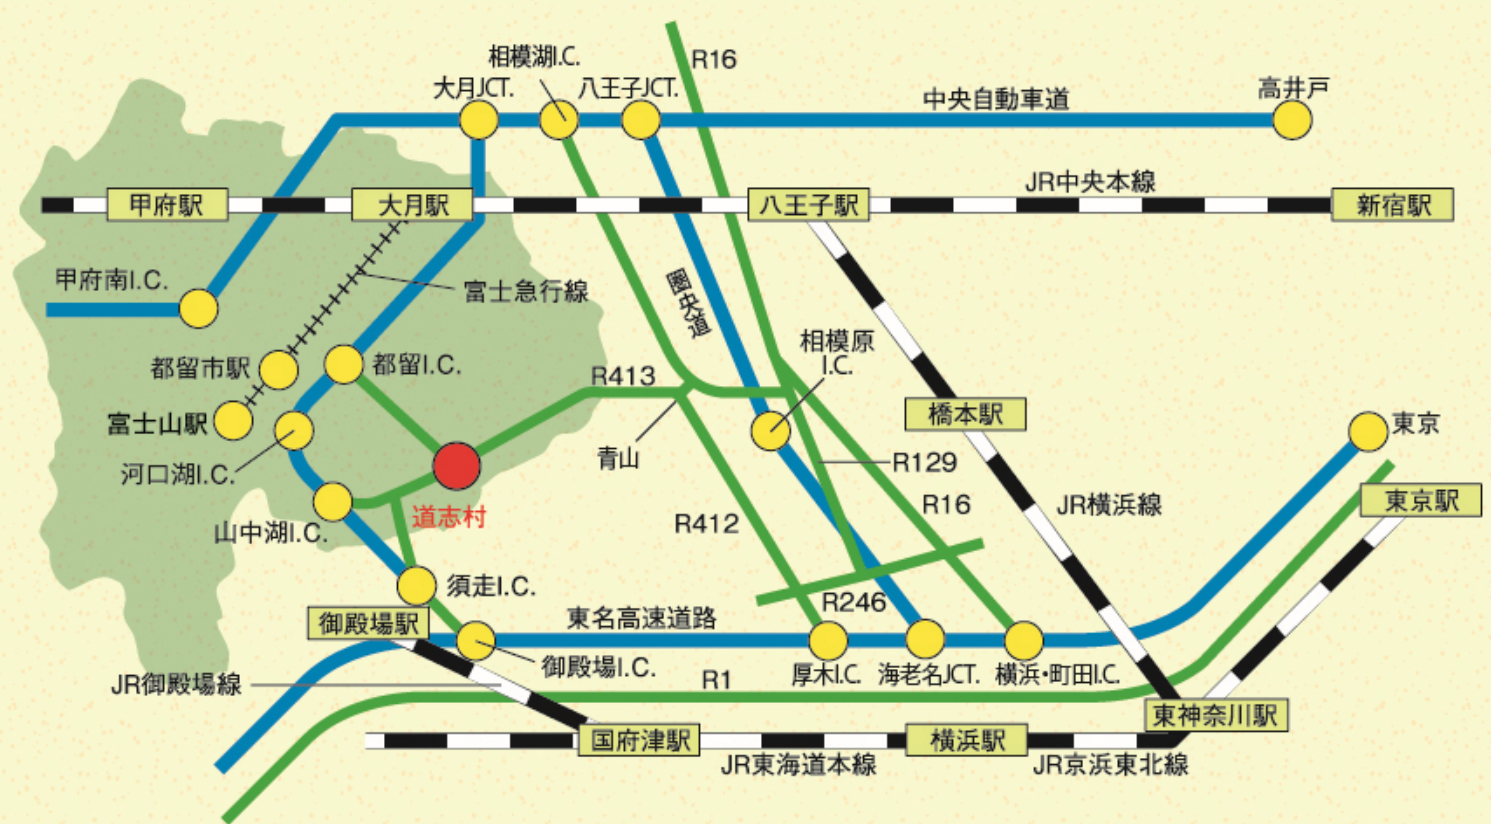 相模湖I.C.
R16
大月JCT.
八王子JCT.
中央自動車道
高井戸
JR中央本線
甲府駅
大月駅
八王子駅
新宿駅
甲府南I.C.
富士急行線
圏央道
都留市駅
都留I.C.
相模原
I.C.
R413
富士山駅
橋本駅
東京
河口湖I.C.
青山
R129
東京駅
道志村
R412
R16
JR横浜線
山中湖I.C.
須走I.C.
R246
御殿場駅
東名高速道路
御殿場I.C.
厚木I.C.
海老名JCT.
横浜・町田I.C.
JR御殿場線
R1
東神奈川駅
国府津駅
横浜駅
JR東海道本線
JR京浜東北線